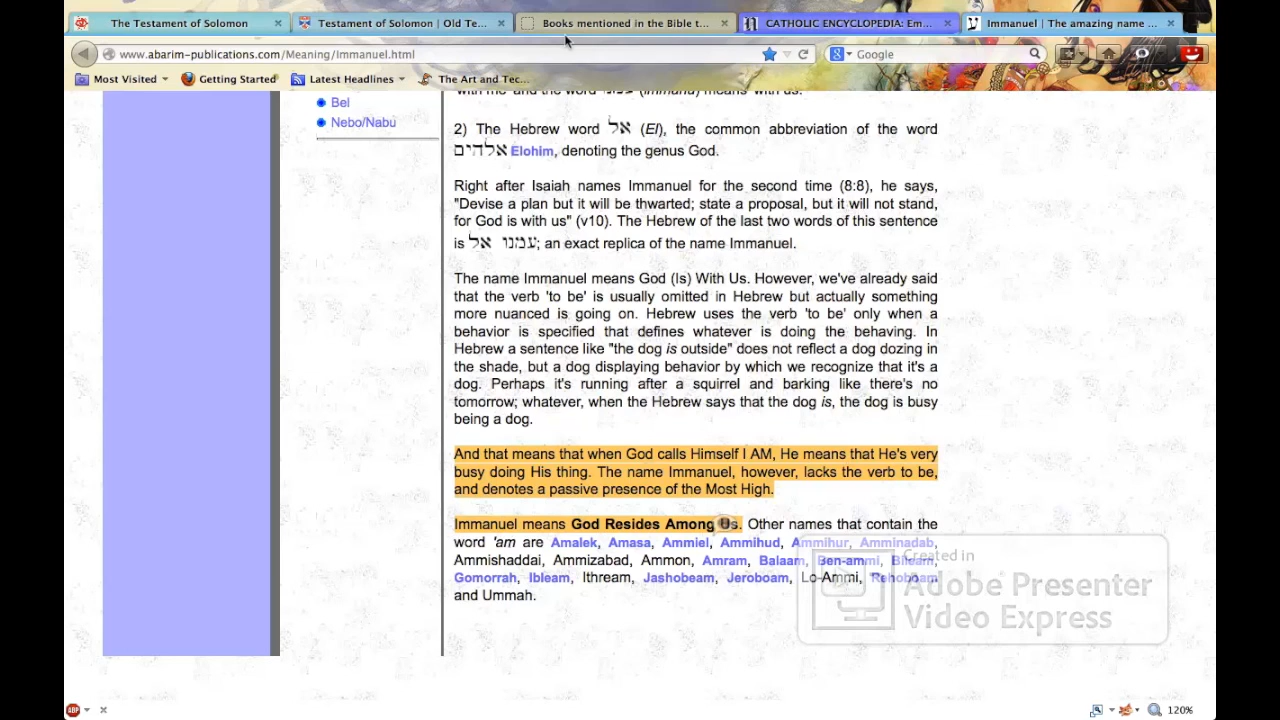 The Testament of Solomon
Testament of Solomon | Old Te...
Books mentioned in the Bible t...
CATHOLIC ENCYCLOPEDIA: Em...
Immanuel | The amazing name ...
www.abarim-publications.com/Meaning/Immanuel.html
Google
Most Visited
Getting Started
Latest Headlines
The Art and Tec...
Bel
Nebo/Nabu
with me' and the word עמנו (immanu) means 'with us.'
2) The Hebrew word אל (El), the common abbreviation of the word
אלהים Elohim, denoting the genus God.
Right after Isaiah names Immanuel for the second time (8:8), he says,
"Devise a plan but it will be thwarted; state a proposal, but it will not stand,
for God is with us" (v10). The Hebrew of the last two words of this sentence
is עמנו אל; an exact replica of the name Immanuel.
The name Immanuel means God (Is) With Us. However, we've already said
that the verb 'to be' is usually omitted in Hebrew but actually something
more nuanced is going on. Hebrew uses the verb 'to be' only when a
behavior is specified that defines whatever is doing the behaving. In
Hebrew a sentence like "the dog is outside" does not reflect a dog dozing in
the shade, but a dog displaying behavior by which we recognize that it's a
dog. Perhaps it's running after a squirrel and barking like there's no
tomorrow; whatever, when the Hebrew says that the dog is, the dog is busy
being a dog.
And that means that when God calls Himself I AM, He means that He's very
busy doing His thing. The name Immanuel, however, lacks the verb to be,
and denotes a passive presence of the Most High.
Immanuel means God Resides Among Us. Other names that contain the
word 'am are Amalek, Amasa, Ammiel, Ammihud, Ammihur, Amminadab,
Ammishaddai, Ammizabad, Ammon, Amram, Balaam, Ben-ammi, Bileam,
Gomorrah, Ibleam, Ithream, Jashobeam, Jeroboam, Lo-Ammi, Rehoboam
and Ummah.
Created in
Adobe Presenter
Video Express
ABP
120%